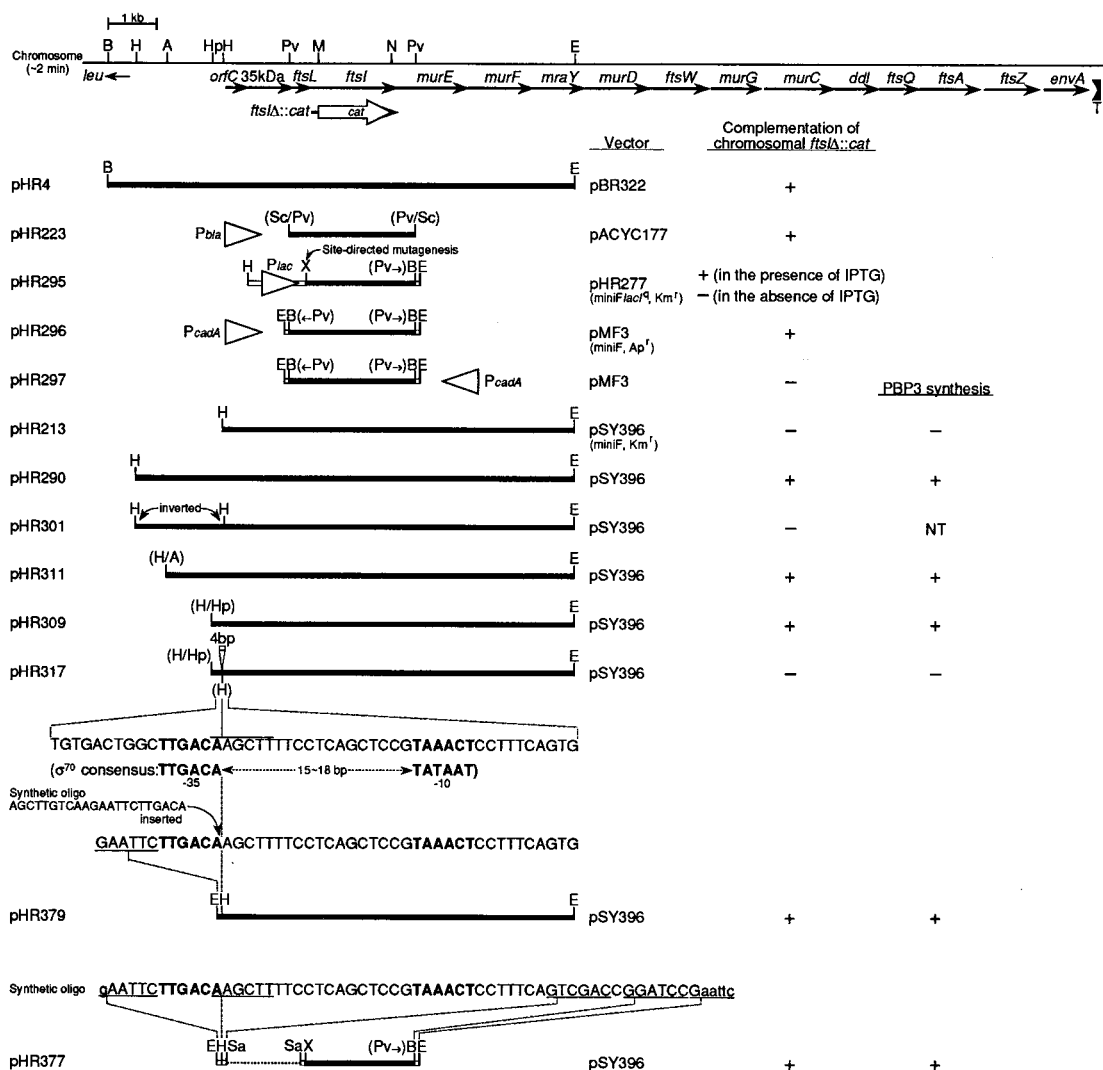 1 kb
B H A HpH Pv M N Pv E
Chromosome
(~2 min)
leu orfC 35kDa ftsL ftsI murE murF mraY murD ftsW murG murC ddl ftsQ ftsA ftsZ envA
T
ftsIΔ::cat cat
Vector
Complementation of
chromosomal ftsIΔ::cat
B E
pHR4 pBR322 +
(Sc/Pv) (Pv/Sc)
pHR223 Pbla pACYC177 +
Site-directed mutagenesis
H Plac X (Pv→)BE
pHR295 pHR277 + (in the presence of IPTG)
(miniFlacIq, Kmr) − (in the absence of IPTG)
EB(←Pv) (Pv→)BE
pHR296 PcadA pMF3 +
(miniF, Apr)
EB(←Pv) (Pv→)BE
pHR297 PcadA pMF3 −
PBP3 synthesis
H E
pHR213 pSY396 − −
(miniF, Kmr)
H E
pHR290 pSY396 + +
H inverted H E
pHR301 pSY396 − NT
(H/A) E
pHR311 pSY396 + +
(H/Hp) E
pHR309 pSY396 + +
4bp
(H/Hp) E
pHR317 pSY396 − −
(H)
TGTGACTGGCTTGACAAGCTTTTCCTCAGCTCCGTAAACTCCTTTCAGTG
(σ70 consensus:TTGACA 15~18 bp TATAAT)
-35 -10
Synthetic oligo
AGCTTGTCAAGAATTCTTGACA
inserted
GAATTCTTGACAAGCTTTTCCTCAGCTCCGTAAACTCCTTTCAGTG
EH E
pHR379 pSY396 + +
Synthetic oligo gAATTCTTGACAAGCTTTTCCTCAGCTCCGTAAACTCCTTTCAGTCGACCGGATCCGaattc
EHSa SaX (Pv→)BE
pHR377 pSY396 + +